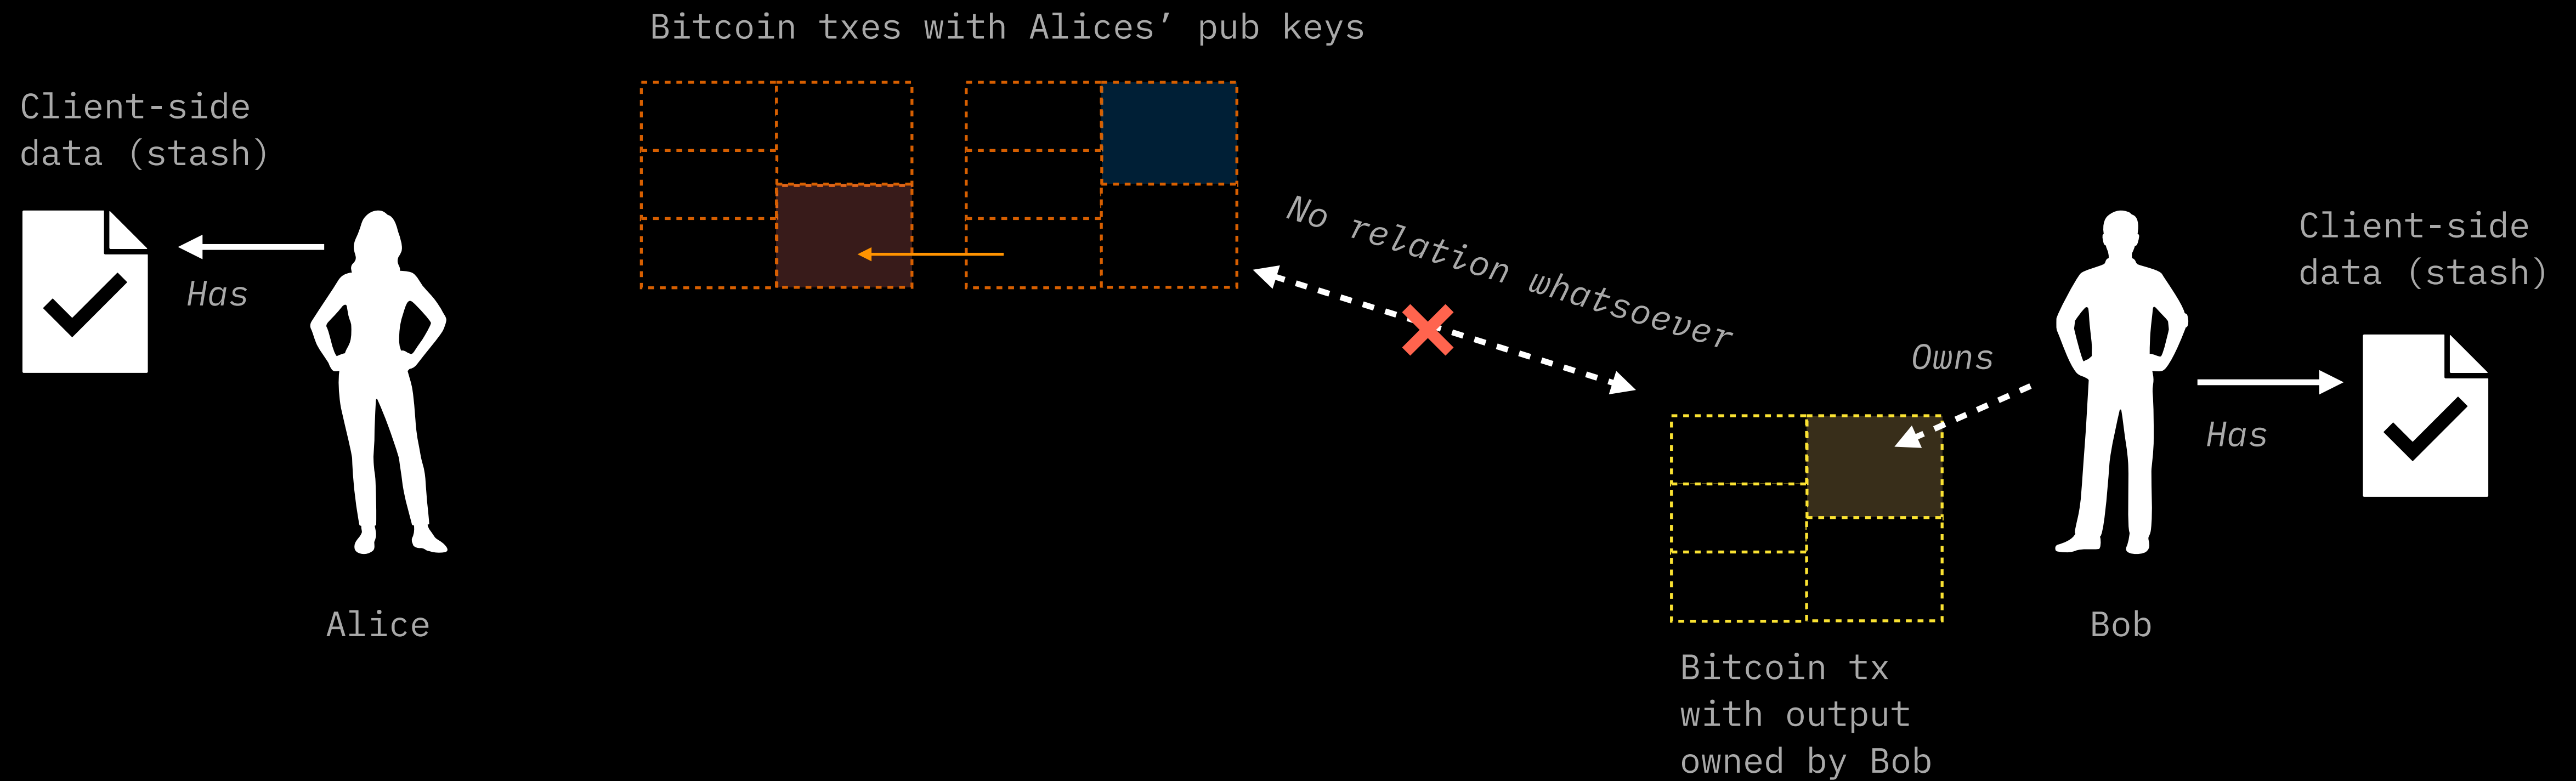 Bitcoin txes with Alices’ pub keys
Client-side
data (stash)
Has
Alice
No relation whatsoever
Owns
Bitcoin tx
with output
owned by Bob
Bob
Client-side
data (stash)
Has